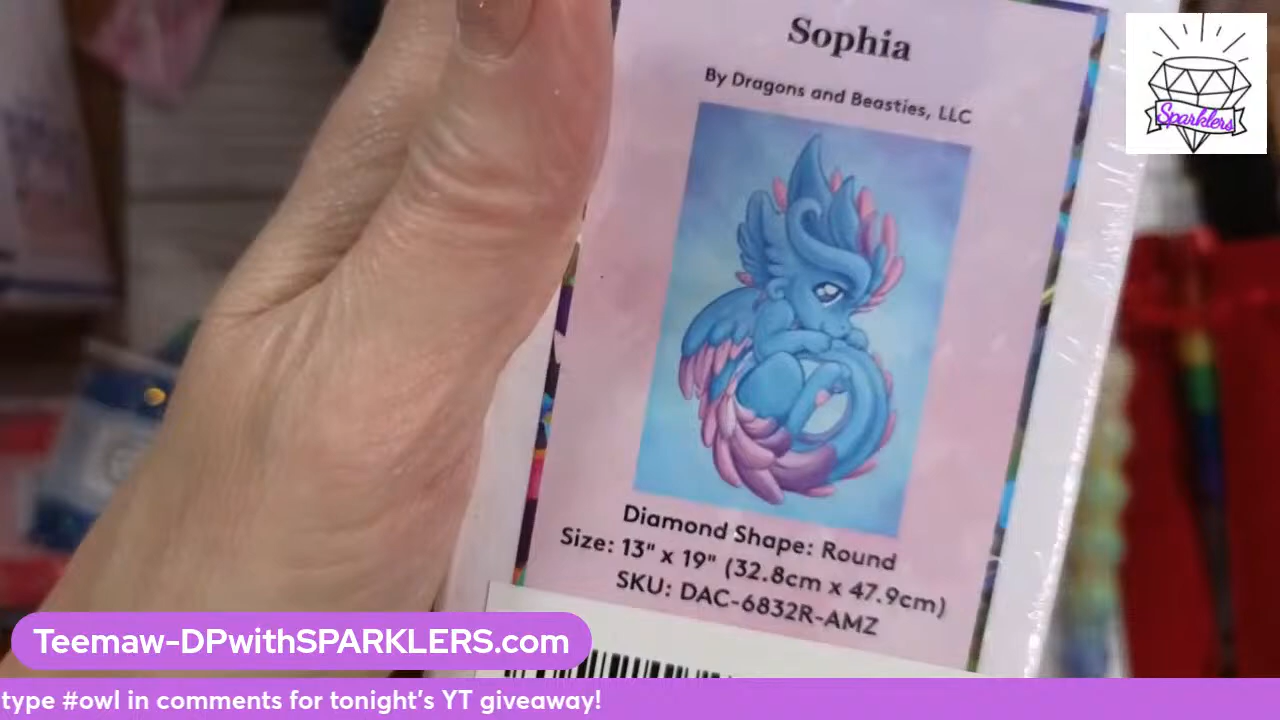 Sophia
By Dragons and Beasties, LLC
Sparklers
Diamond Shape: Round
Size: 13" x 19" (32.8cm x 47.9cm)
SKU: DAC-6832R-AMZ
Teemaw-DPwithSPARKLERS.com
type #owl in comments for tonight's YT giveaway!